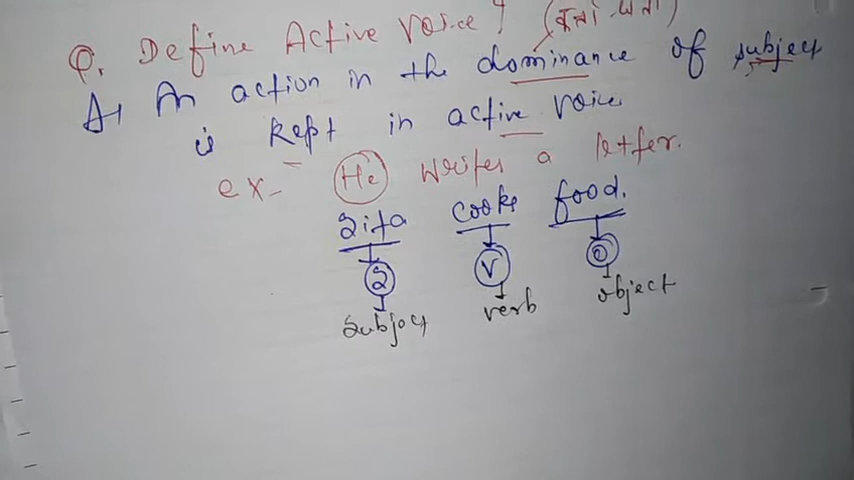 Q. Define Active Voice?
A, An action in the dominance of subject
is kept in active voice
ex- He writes a letter.
Sita cooks food.
S V O
subject verb object